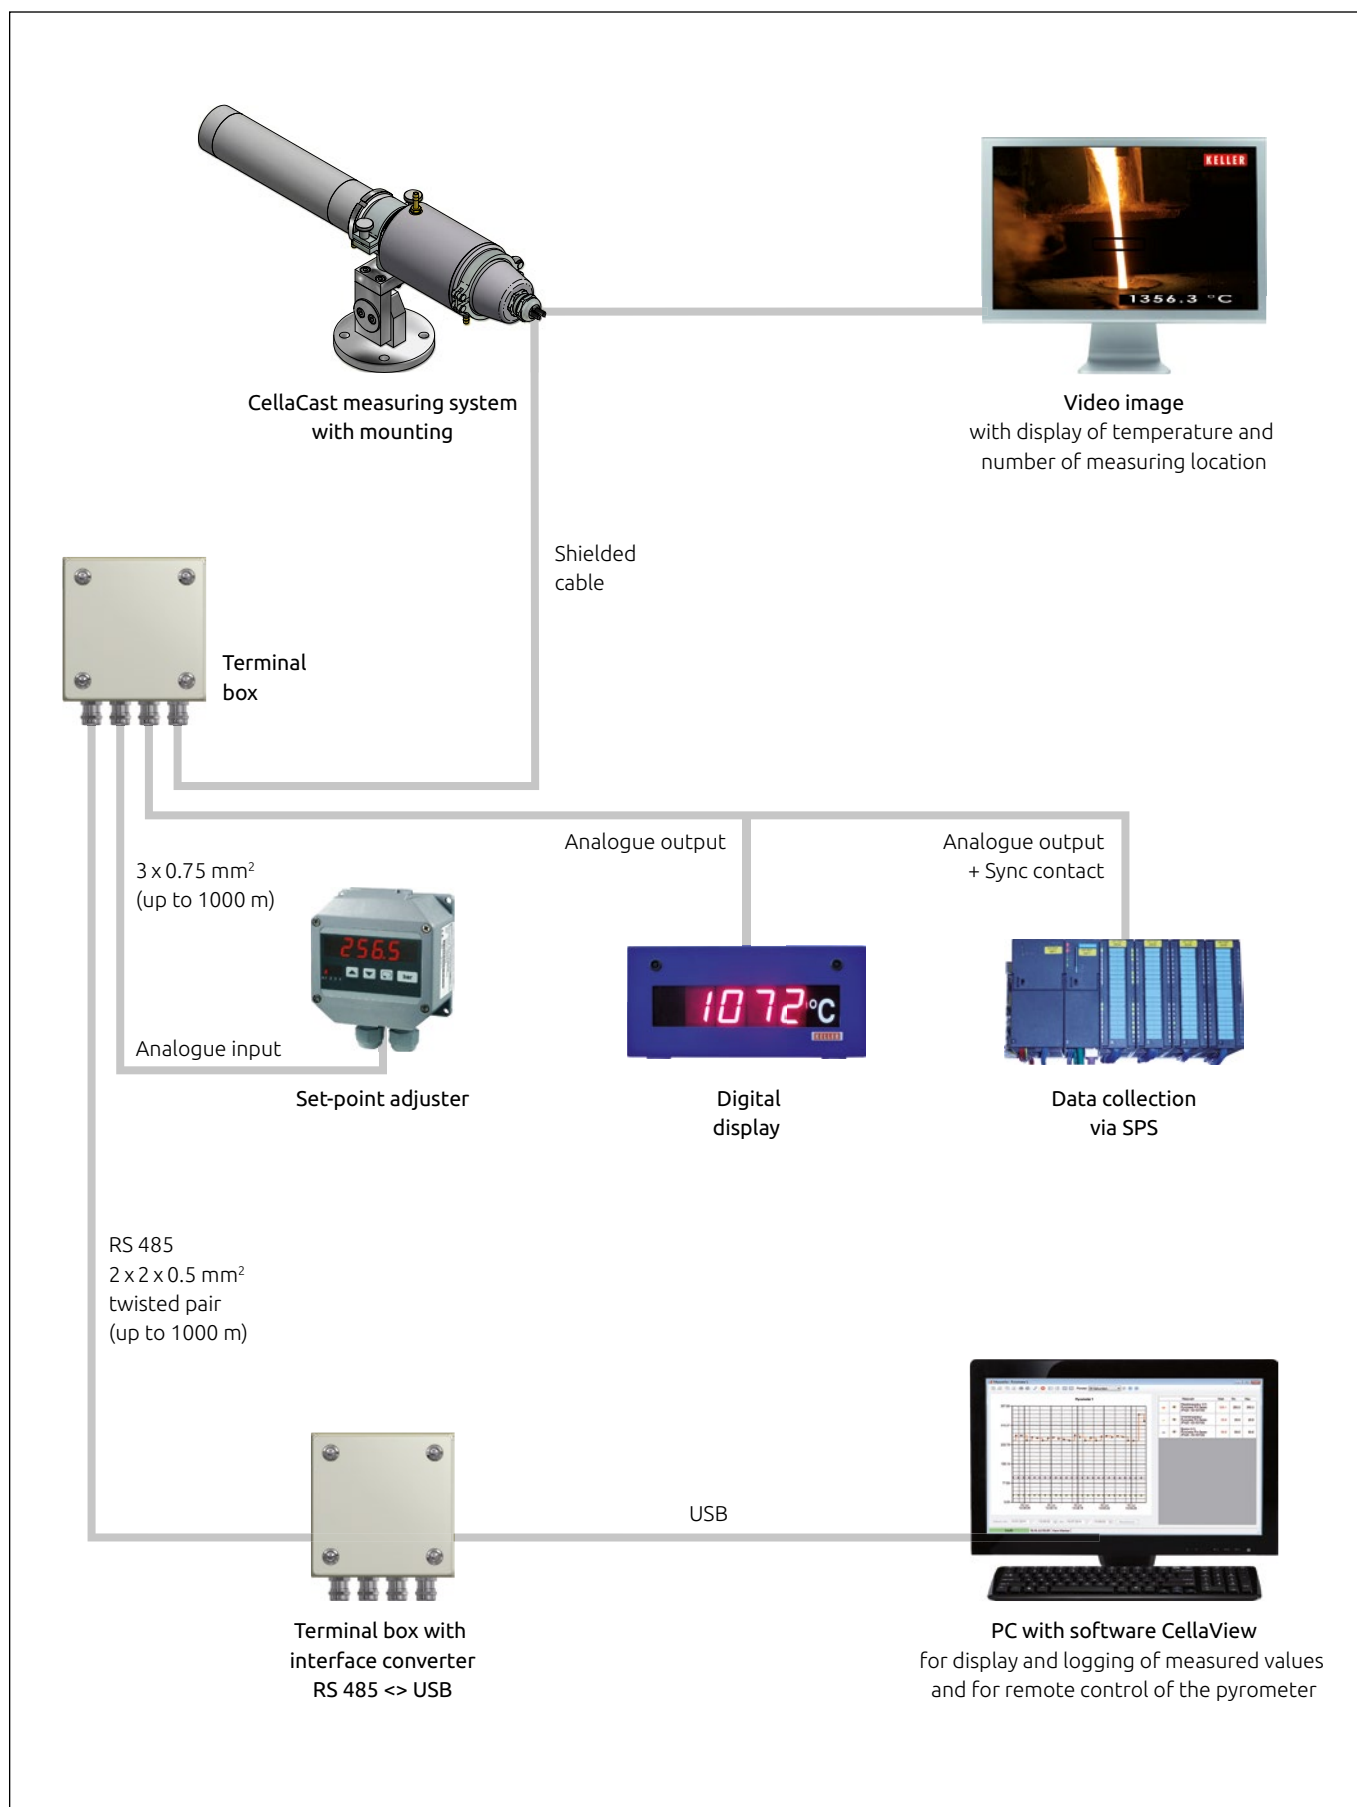 KELLER
1356.3 °C
CellaCast measuring system
with mounting
Video image
with display of temperature and
number of measuring location
Shielded
cable
Terminal
box
Analogue output
Analogue output
+ Sync contact
3 x 0.75 mm²
(up to 1000 m)
256.5
1072 °C
KELLER
Analogue input
Set-point adjuster
Digital
display
Data collection
via SPS
RS 485
2 x 2 x 0.5 mm²
twisted pair
(up to 1000 m)
USB
Terminal box with
interface converter
RS 485 <> USB
PC with software CellaView
for display and logging of measured values
and for remote control of the pyrometer